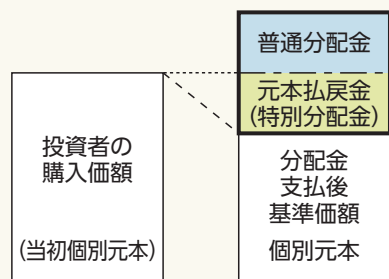 普通分配金
元本払戻金
(特別分配金)
投資者の
購入価額
(当初個別元本)
分配金
支払後
基準価額
個別元本